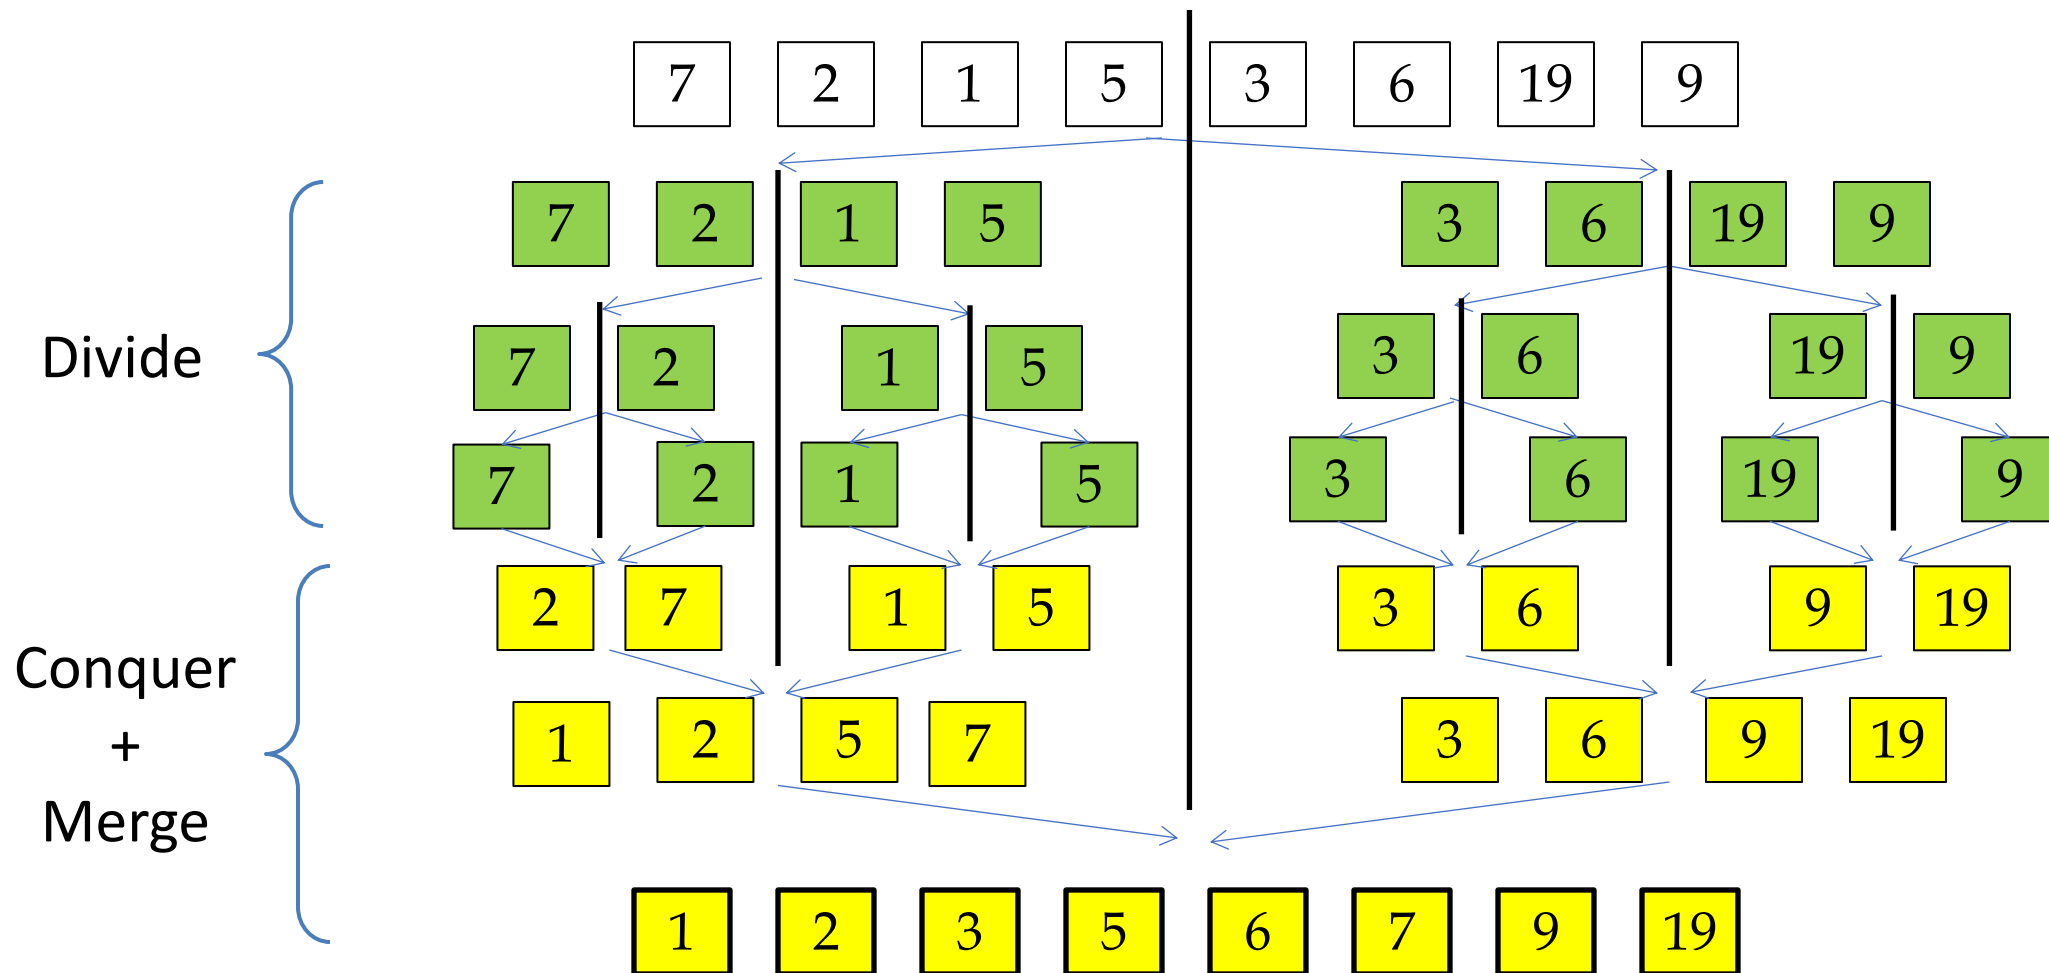 7 2 1 5 3 6 19 9
7 2 1 5 3 6 19 9
Divide
7 2 1 5 3 6 19 9
7 2 1 5 3 6 19 9
2 7 1 5 3 6 9 19
Conquer
+
Merge
1 2 5 7 3 6 9 19
1 2 3 5 6 7 9 19